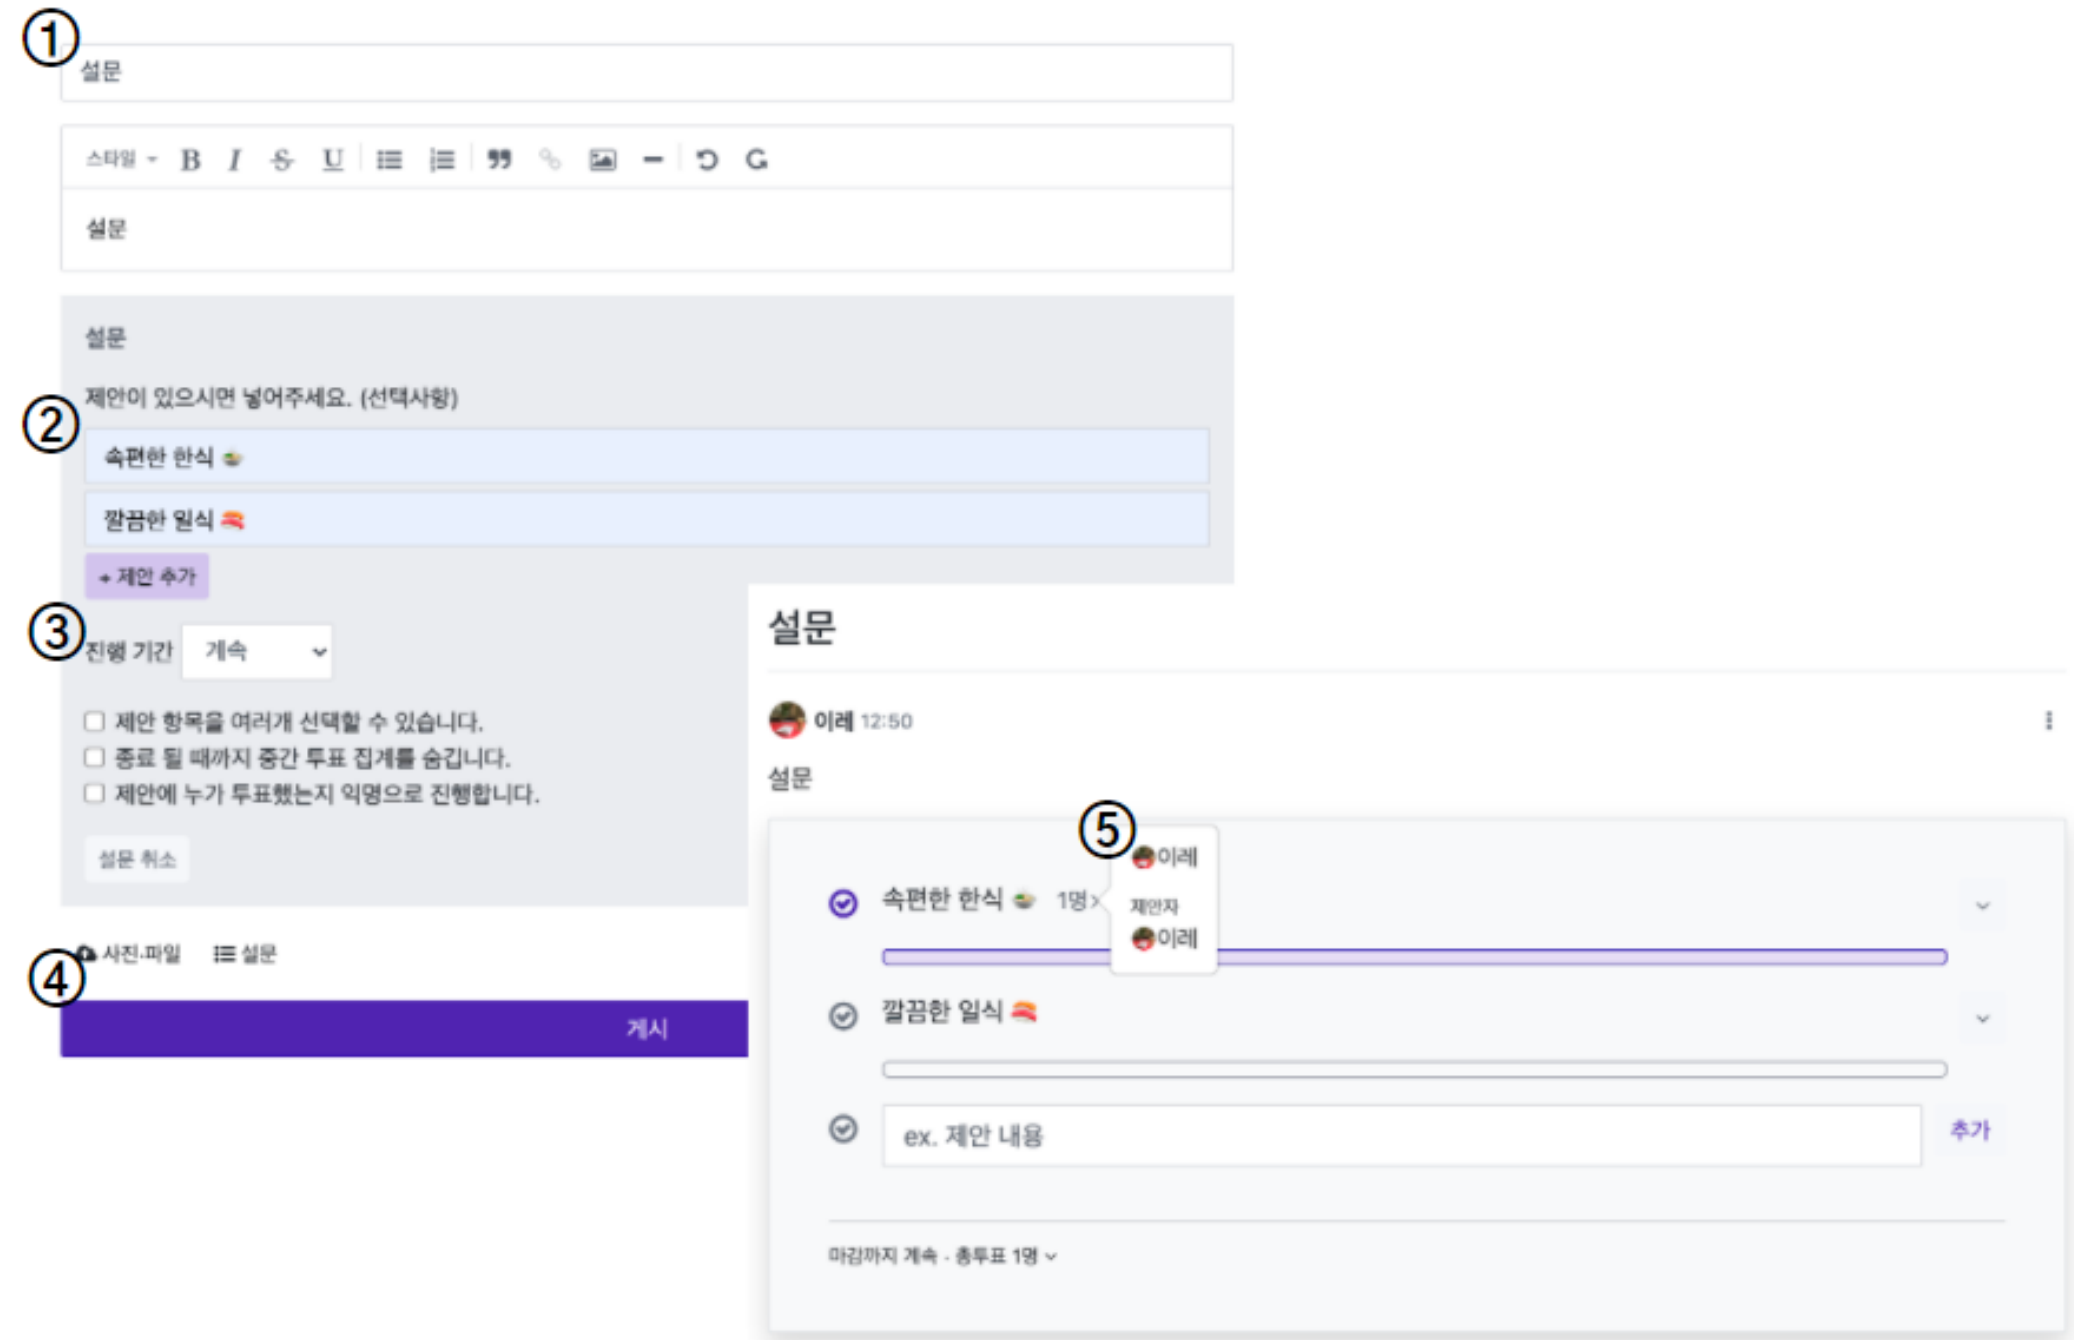 ①
설문
스타일 B I S U
설문
설문
제안이 있으시면 넣어주세요. (선택사항)
②
속편한 한식
깔끔한 일식
+ 제안 추가
③
진행 기간 계속
제안 항목을 여러개 선택할 수 있습니다.
종료 될 때까지 중간 투표 집계를 숨깁니다.
제안에 누가 투표했는지 익명으로 진행합니다.
설문 취소
사진·파일 설문
④
게시
설문
이레 12:50
설문
⑤
이레
제안자
이레
속편한 한식 1명>
깔끔한 일식
ex. 제안 내용 추가
마감까지 계속 · 총투표 1명